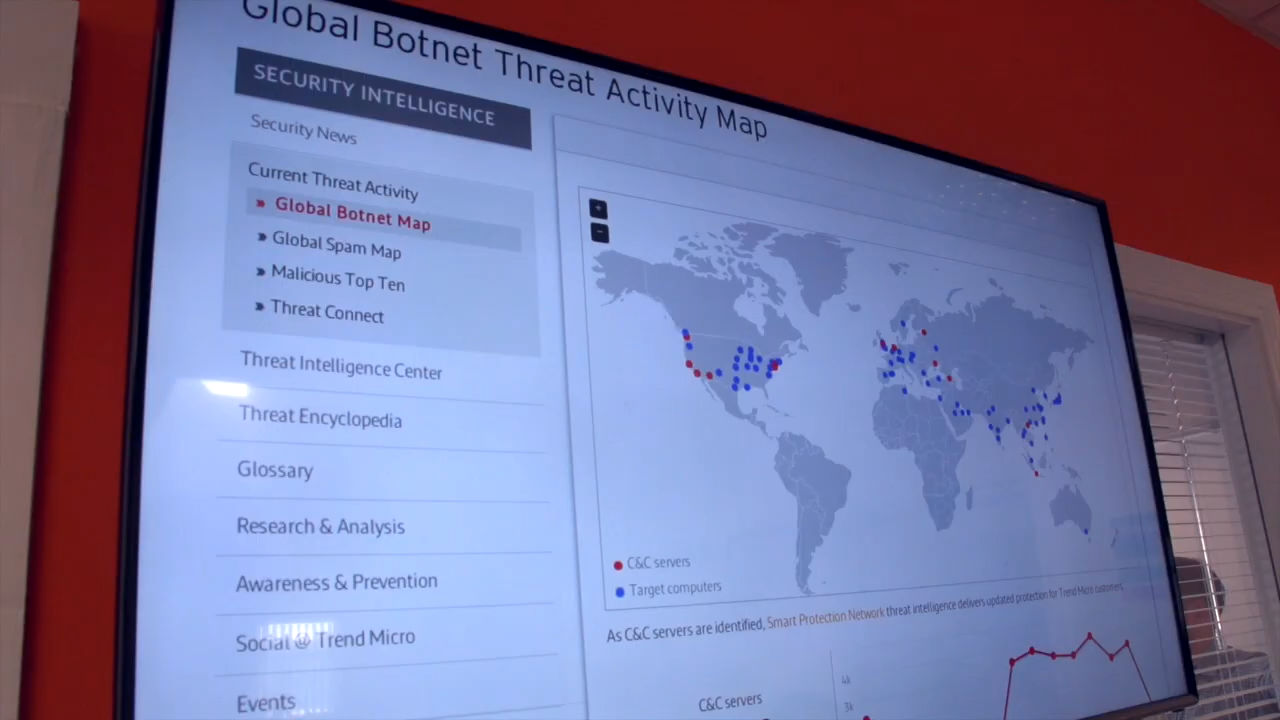 Global Botnet Threat Activity Map
SECURITY INTELLIGENCE
Security News
Current Threat Activity
» Global Botnet Map
» Global Spam Map
» Malicious Top Ten
» Threat Connect
Threat Intelligence Center
Threat Encyclopedia
Glossary
Research & Analysis
Awareness & Prevention
Social @ Trend Micro
Events
+
−
C&C servers
Target computers
As C&C servers are identified, Smart Protection Network threat intelligence delivers updated protection for Trend Micro customers.
C&C servers
4k
3k